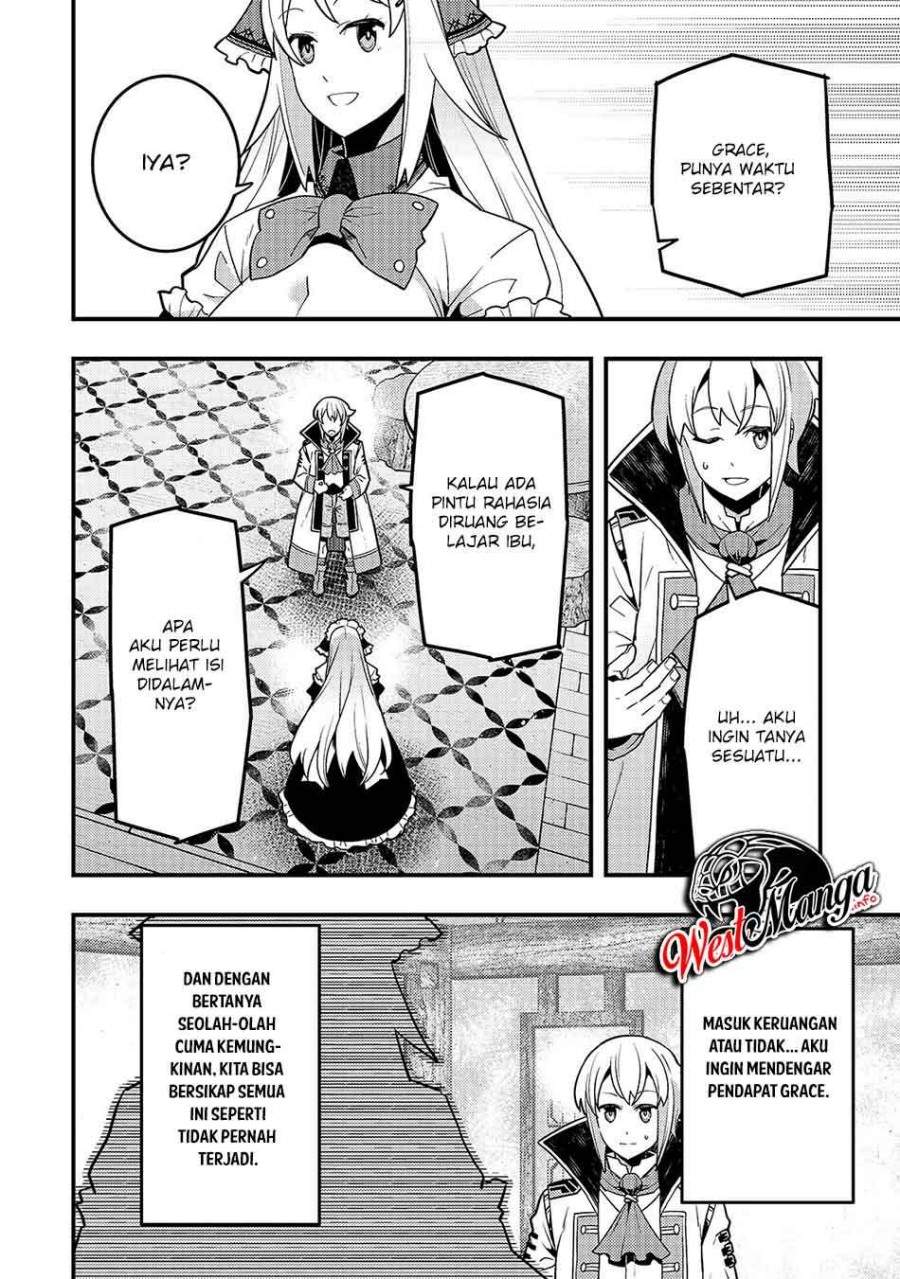 GRACE,
PUNYA WAKTU
SEBENTAR?
IYA?
UH... AKU
INGIN TANYA
SESUATU...
KALAU ADA
PINTU RAHASIA
DIRUANG BE-
LAJAR IBU,
APA
AKU PERLU
MELIHAT ISI
DIDALAM-
NYA?
WestManga
.info
MASUK KERUANGAN
ATAU TIDAK... AKU
INGIN MENDENGAR
PENDAPAT GRACE.
DAN DENGAN
BERTANYA
SEOLAH-OLAH
CUMA KEMUNG-
KINAN, KITA BISA
BERSIKAP SEMUA
INI SEPERTI
TIDAK PERNAH
TERJADI.